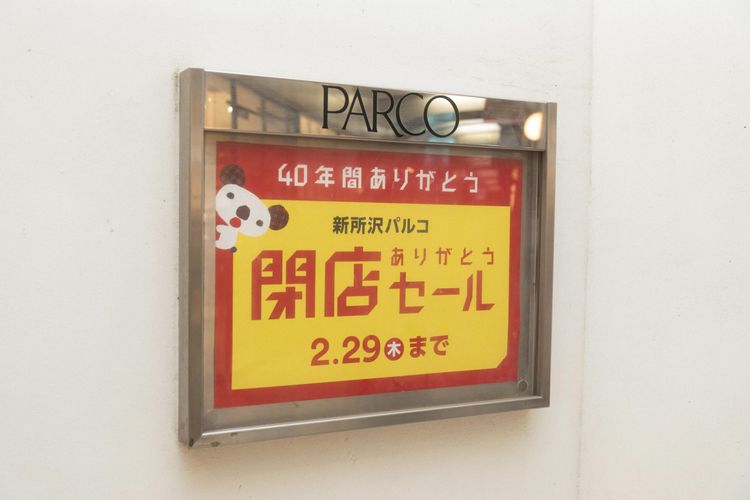 PARCO
40年間ありがとう
新所沢パルコ
閉店ありがとうセール
2.29木まで